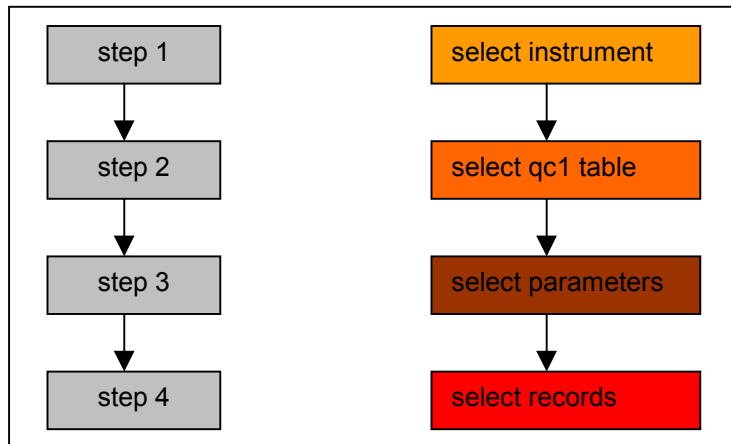 step 1
select instrument
step 2
select qc1 table
step 3
select parameters
step 4
select records